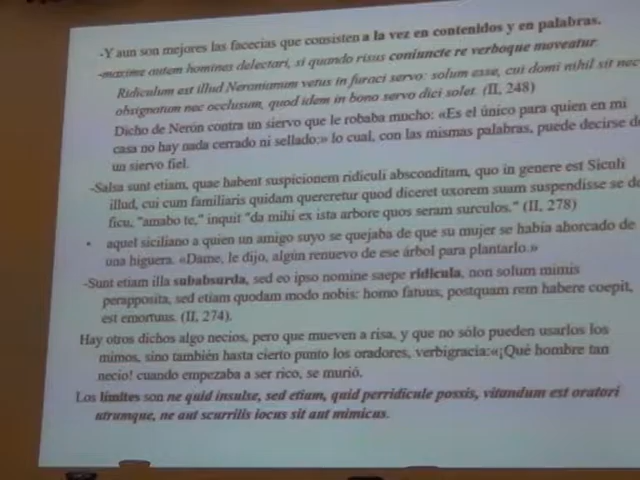 -Y aun son mejores las facecias que consisten a la vez en contenidos y en palabras.
-maxime autem homines delectari, si quando risus coniuncte re verboque moveatur
Ridiculum est illud Neronianum vetus in furaci servo: solum esse, cui domi nihil sit nec
obsignatum nec occlusum, quod idem in bono servo dici solet. (II, 248)
Dicho de Nerón contra un siervo que le robaba mucho: «Es el único para quien en mi
casa no hay nada cerrado ni sellado;» lo cual, con las mismas palabras, puede decirse de
un siervo fiel.
-Salsa sunt etiam, quae habent suspicionem ridiculi absconditam, quo in genere est Siculi
illud, cui cum familiaris quidam quereretur quod diceret uxorem suam suspendisse se de
ficu, "amabo te," inquit "da mihi ex ista arbore quos seram surculos." (II, 278)
• aquel siciliano a quien un amigo suyo se quejaba de que su mujer se había ahorcado de
una higuera. «Dame, le dijo, algún renuevo de ese árbol para plantarlo.»
-Sunt etiam illa subabsurda, sed eo ipso nomine saepe ridicula, non solum mimis
perapposita, sed etiam quodam modo nobis: homo fatuus, postquam rem habere coepit,
est emortuus. (II, 274).
Hay otros dichos algo necios, pero que mueven a risa, y que no sólo pueden usarlos los
mimos, sino también hasta cierto punto los oradores, verbigracia:«¡Qué hombre tan
necio! cuando empezaba a ser rico, se murió.
Los límites son ne quid insulse, sed etiam, quid perridicule possis, vitandum est oratori
utrumque, ne aut scurrilis iocus sit aut mimicus.